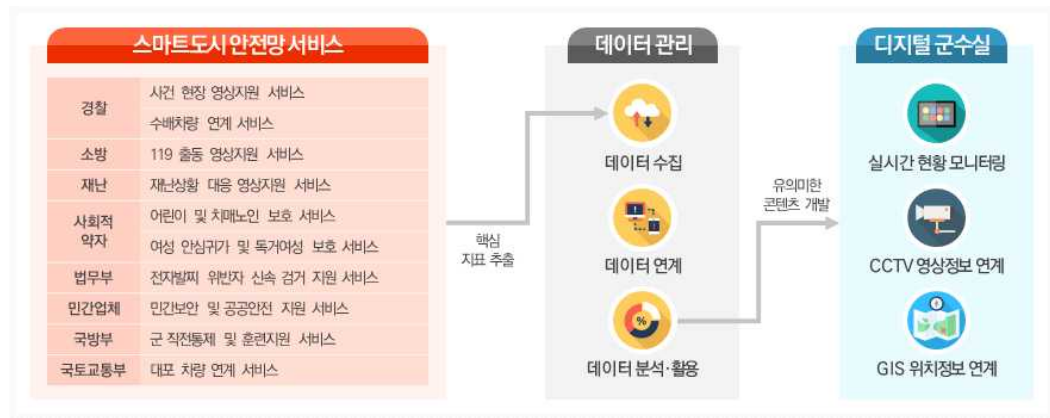 스마트도시 안전망 서비스
경찰
사건 현장 영상지원 서비스
수배차량 연계 서비스
소방
119 출동 영상지원 서비스
재난
재난상황 대응 영상지원 서비스
사회적
약자
어린이 및 치매노인 보호 서비스
여성 안심귀가 및 독거여성 보호 서비스
법무부
전자발찌 위반자 신속 검거 지원 서비스
민간업체
민간보안 및 공공안전 지원 서비스
국방부
군 작전통제 및 훈련지원 서비스
국토교통부
대포 차량 연계 서비스
핵심
지표 추출
데이터 관리
데이터 수집
데이터 연계
%
데이터 분석·활용
유의미한
콘텐츠 개발
디지털 군수실
실시간 현황 모니터링
CCTV 영상정보 연계
GIS 위치정보 연계